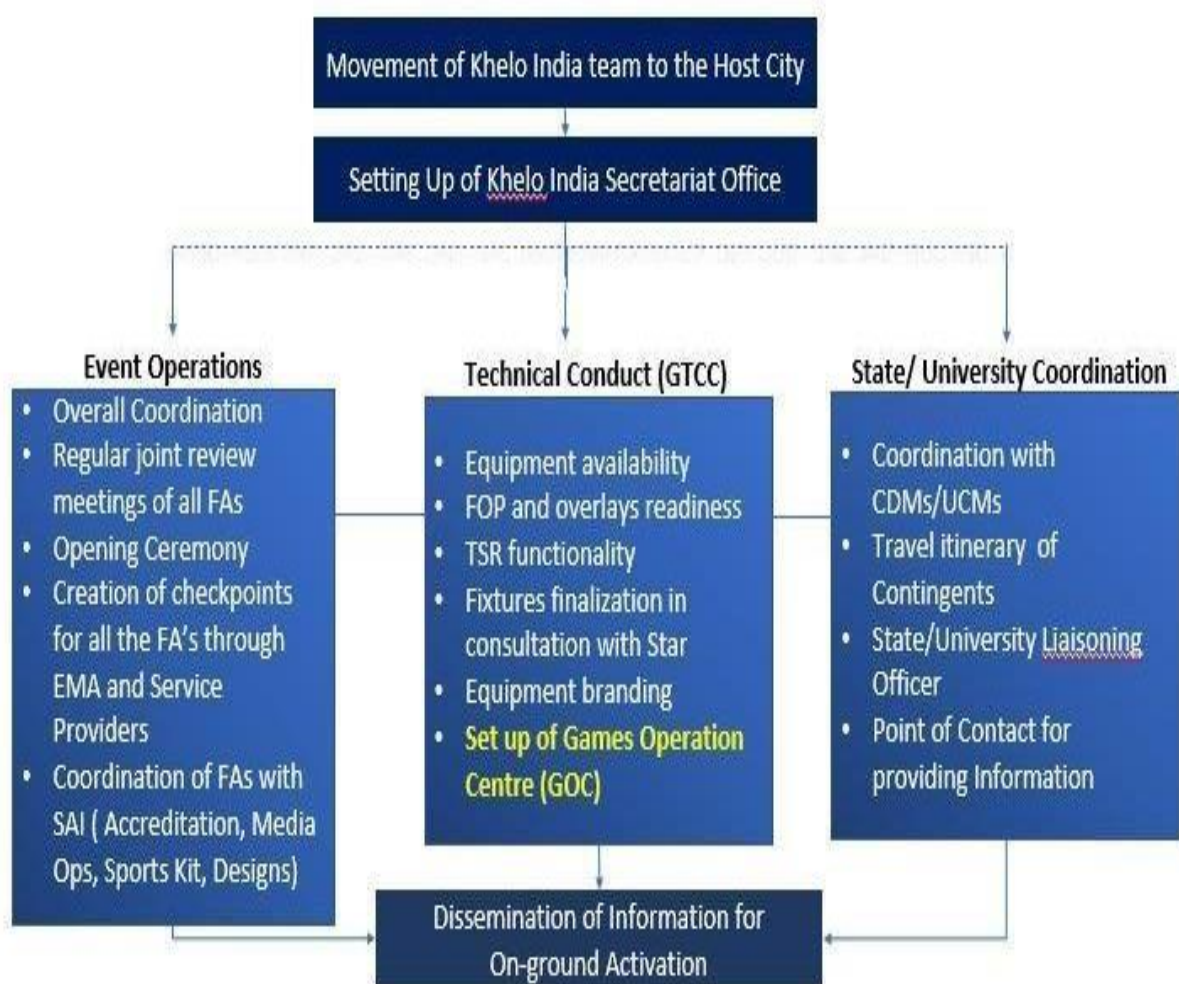 Movement of Khelo India team to the Host City
Setting Up of Khelo India Secretariat Office
Event Operations
• Overall Coordination
• Regular joint review
meetings of all FAs
• Opening Ceremony
• Creation of checkpoints
for all the FA's through
EMA and Service
Providers
• Coordination of FAs with
SAI ( Accreditation, Media
Ops, Sports Kit, Designs)
Technical Conduct (GTCC)
• Equipment availability
• FOP and overlays readiness
• TSR functionality
• Fixtures finalization in
consultation with Star
• Equipment branding
• Set up of Games Operation
Centre (GOC)
State/ University Coordination
• Coordination with
CDMs/UCMs
• Travel itinerary of
Contingents
• State/University Liaisoning
Officer
• Point of Contact for
providing Information
Dissemination of Information for
On-ground Activation